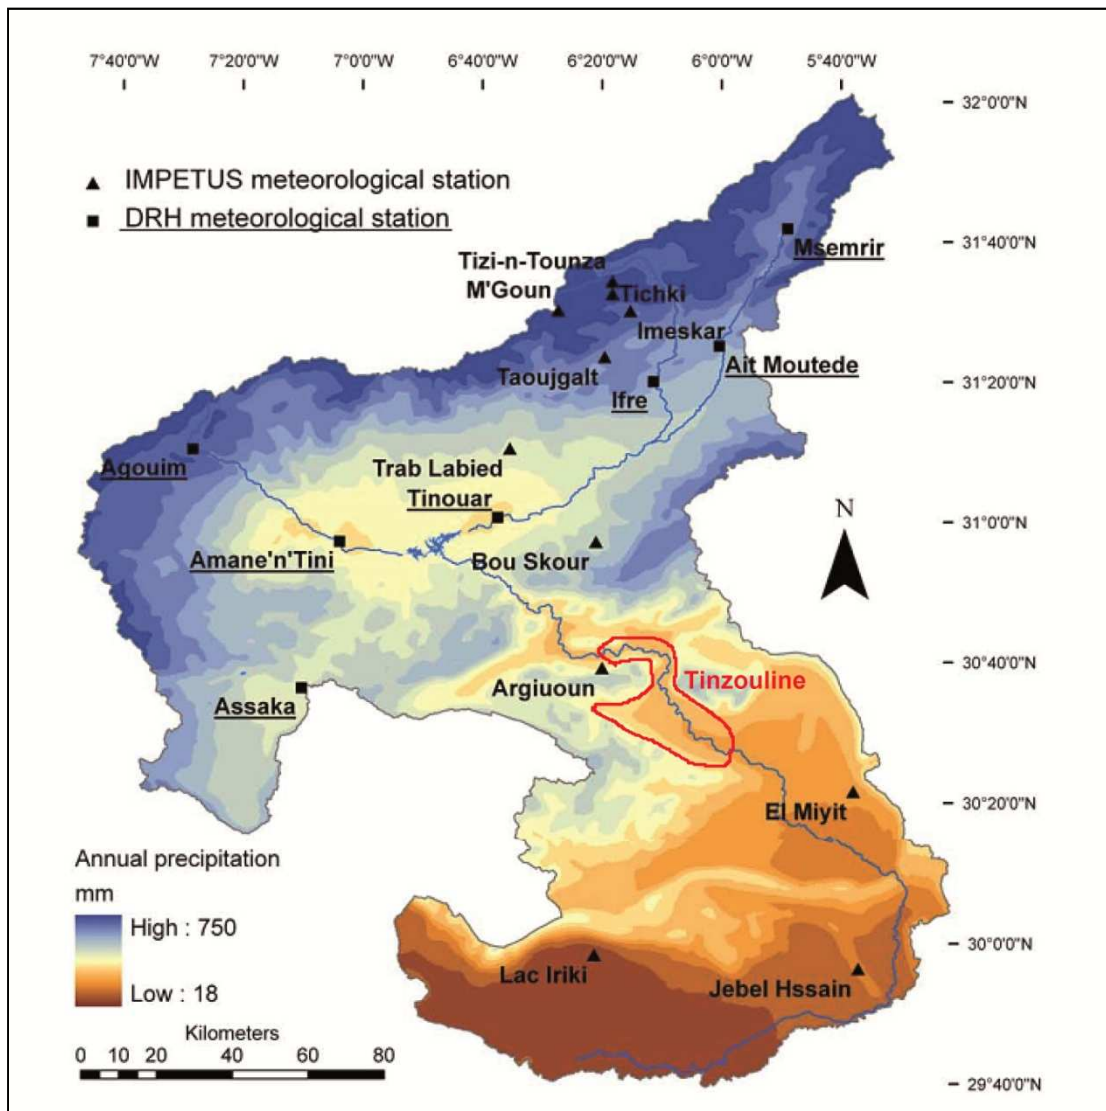 7°40'0"W 7°20'0"W 7°0'0"W 6°40'0"W 6°20'0"W 6°0'0"W 5°40'0"W
32°0'0"N
IMPETUS meteorological station
DRH meteorological station
31°40'0"N
Msemrir
Tizi-n-Tounza
M'Goun
Tichki
Imeskar
Ait Moutede
Taoujgalt
31°20'0"N
Ifre
Agouim
Trab Labied
Tinouar
N
31°0'0"N
Amane'n'Tini
Bou Skour
30°40'0"N
Argiuoun
Tinzouline
Assaka
30°20'0"N
El Miyit
Annual precipitation
mm
High : 750
Low : 18
30°0'0"N
Lac Iriki
Jebel Hssain
Kilometers
0 10 20 40 60 80
29°40'0"N